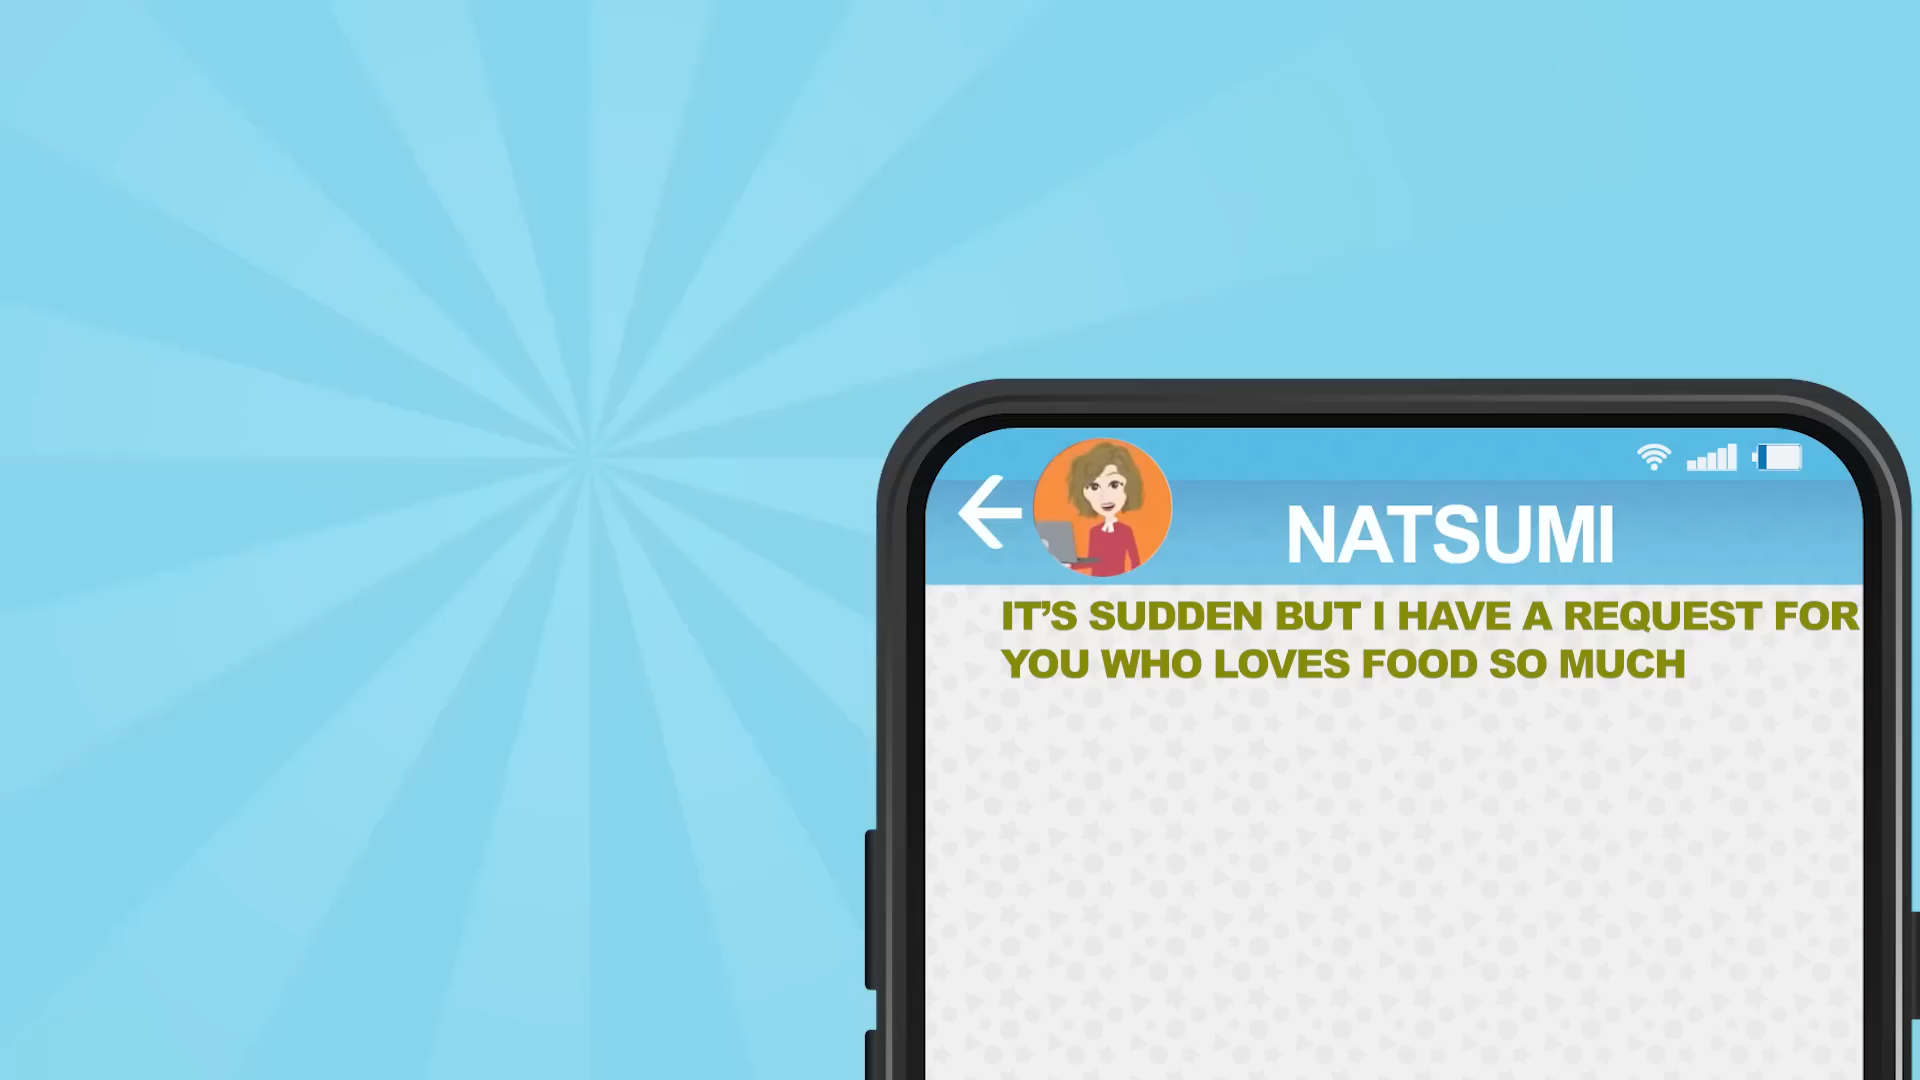 NATSUMI
IT’S SUDDEN BUT I HAVE A REQUEST FOR
YOU WHO LOVES FOOD SO MUCH